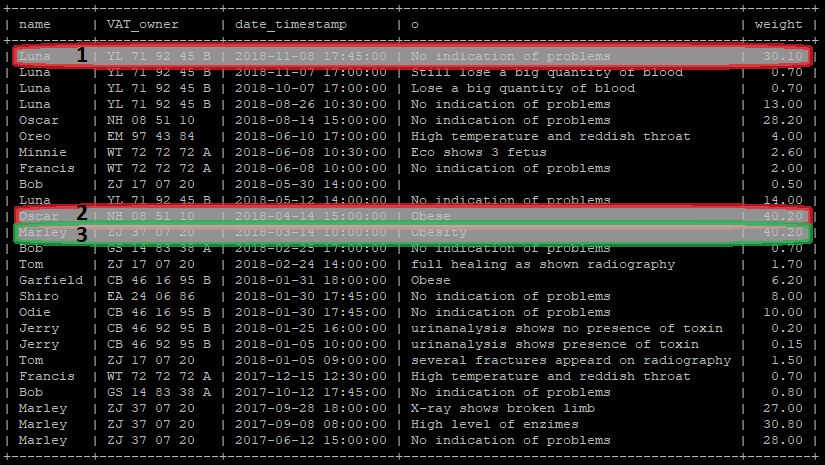 +----------+---------------+---------------------+-----------------------------------------+--------+
| name     | VAT_owner     | date_timestamp      | o                                       | weight |
+----------+---------------+---------------------+-----------------------------------------+--------+
| Luna 1   | YL 71 92 45 B | 2018-11-08 17:45:00 | No indication of problems               | 30.10 |
| Luna     | YL 71 92 45 B | 2018-11-07 17:00:00 | Still lose a big quantity of blood      | 0.70 |
| Luna     | YL 71 92 45 B | 2018-10-07 17:00:00 | Lose a big quantity of blood            | 0.70 |
| Luna     | YL 71 92 45 B | 2018-08-26 10:30:00 | No indication of problems               | 13.00 |
| Oscar    | NH 08 51 10   | 2018-08-14 15:00:00 | No indication of problems               | 28.20 |
| Oreo     | EM 97 43 84   | 2018-06-10 17:00:00 | High temperature and reddish throat     | 4.00 |
| Minnie   | WT 72 72 72 A | 2018-06-08 10:30:00 | Eco shows 3 fetus                       | 2.60 |
| Francis  | WT 72 72 72 A | 2018-06-08 10:00:00 | No indication of problems               | 2.00 |
| Bob      | ZJ 17 07 20   | 2018-05-30 14:00:00 |                                         | 0.50 |
| Luna     | YL 71 92 45 B | 2018-05-12 14:00:00 | No indication of problems               | 14.00 |
| Oscar 2  | NH 08 51 10   | 2018-04-14 15:00:00 | Obese                                   | 40.20 |
| Marley 3 | ZJ 37 07 20   | 2018-03-14 10:00:00 | Obesity                                 | 40.20 |
| Bob      | GS 14 83 38 A | 2018-02-25 17:00:00 | No indication of problems               | 0.70 |
| Tom      | ZJ 17 07 20   | 2018-02-24 14:00:00 | full healing as shown radiography       | 1.70 |
| Garfield | CB 46 16 95 B | 2018-01-31 18:00:00 | Obese                                   | 6.20 |
| Shiro    | EA 24 06 86   | 2018-01-30 17:45:00 | No indication of problems               | 8.00 |
| Odie     | CB 46 16 95 B | 2018-01-30 17:45:00 | No indication of problems               | 10.00 |
| Jerry    | CB 46 92 95 B | 2018-01-25 16:00:00 | urinanalysis shows no presence of toxin | 0.20 |
| Jerry    | CB 46 92 95 B | 2018-01-05 10:00:00 | urinanalysis shows presence of toxin    | 0.15 |
| Tom      | ZJ 17 07 20   | 2018-01-05 09:00:00 | several fractures appeard on radiography | 1.50 |
| Francis  | WT 72 72 72 A | 2017-12-15 12:30:00 | High temperature and reddish throat     | 0.70 |
| Bob      | GS 14 83 38 A | 2017-10-12 17:45:00 | No indication of problems               | 0.80 |
| Marley   | ZJ 37 07 20   | 2017-09-28 18:00:00 | X-ray shows broken limb                 | 27.00 |
| Marley   | ZJ 37 07 20   | 2017-09-08 08:00:00 | High level of enzimes                   | 30.80 |
| Marley   | ZJ 37 07 20   | 2017-06-12 15:00:00 | No indication of problems               | 28.00 |
+----------+---------------+---------------------+-----------------------------------------+--------+